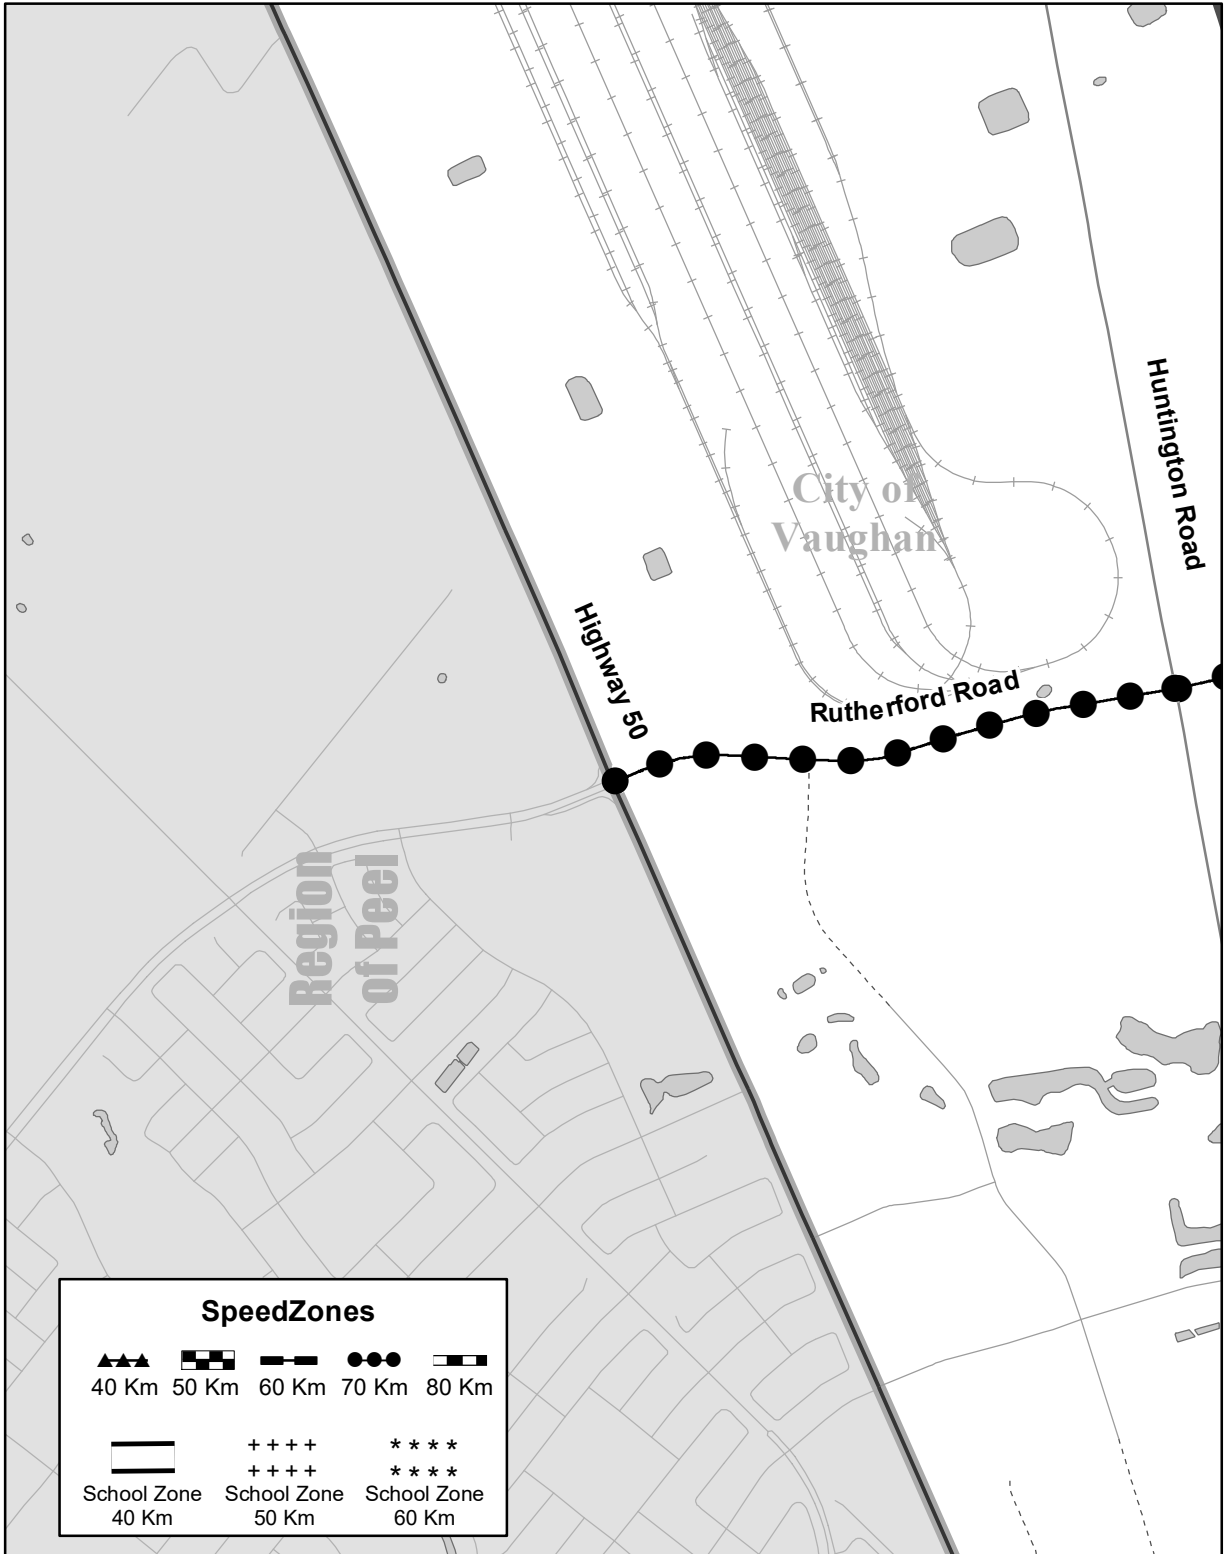 Huntington Road
City of
Vaughan
Highway 50
Rutherford Road
Region
of Peel
SpeedZones
40 Km 50 Km 60 Km 70 Km 80 Km
School Zone School Zone School Zone
40 Km 50 Km 60 Km